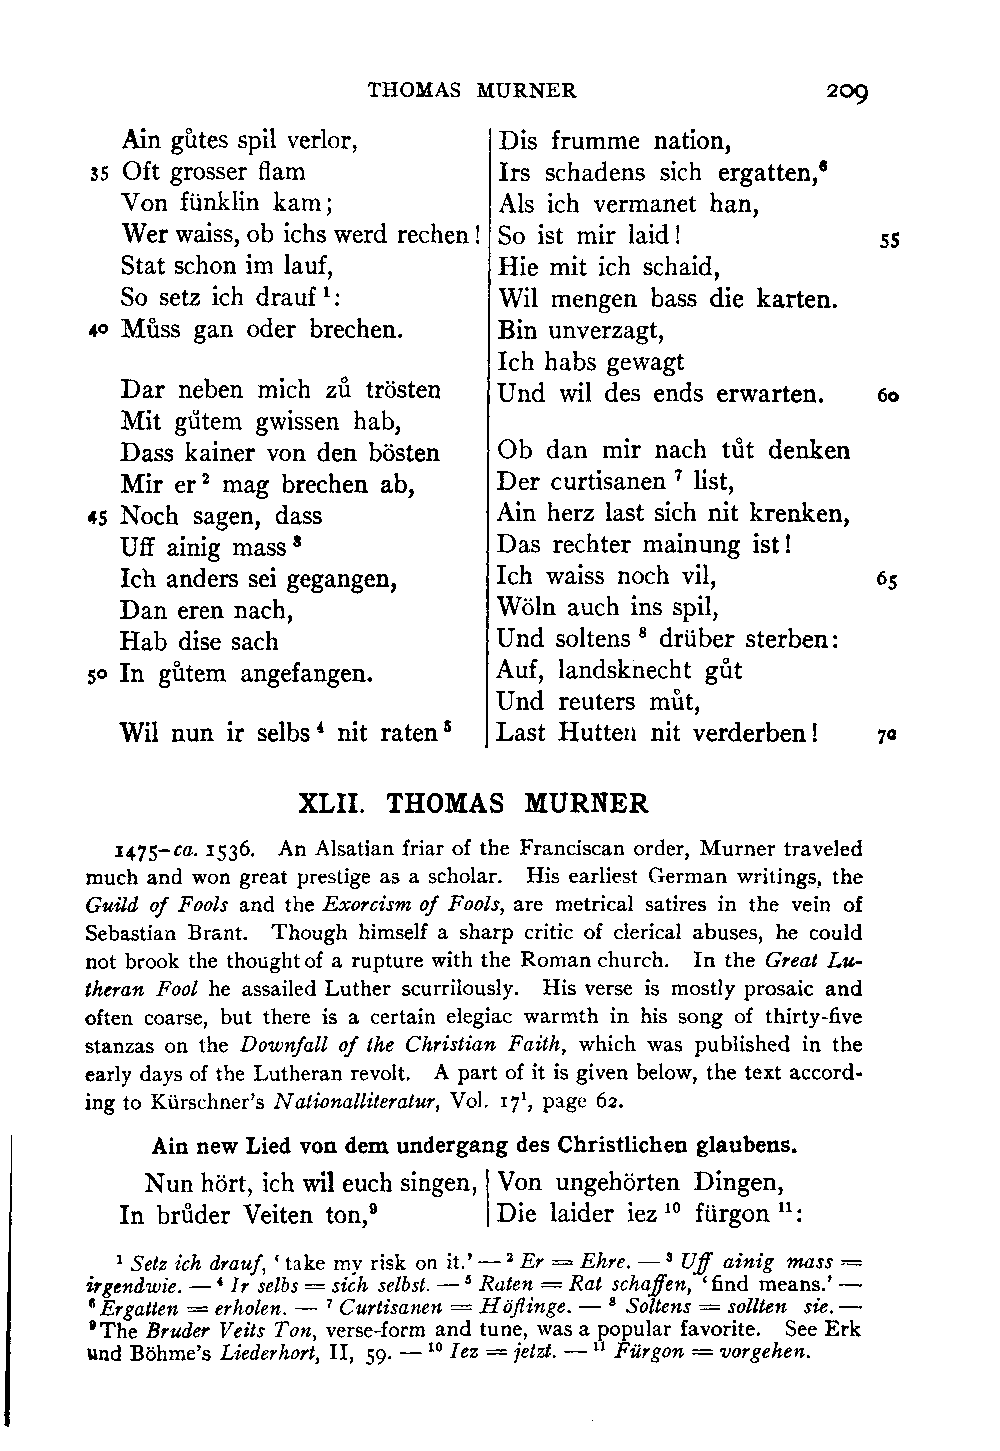 THOMAS MURNER 209
Ain gůtes spil verlor,
35 Oft grosser flam
Von fünklin kam;
Wer waiss, ob ichs werd rechen!
Stat schon im lauf,
So setz ich drauf ¹:
40 Můss gan oder brechen.
Dar neben mich zů trösten
Mit gůtem gwissen hab,
Dass kainer von den bösten
Mir er ² mag brechen ab,
45 Noch sagen, dass
Uff ainig mass ³
Ich anders sei gegangen,
Dan eren nach,
Hab dise sach
50 In gůtem angefangen.
Wil nun ir selbs ⁴ nit raten ⁵
Dis frumme nation,
Irs schadens sich ergatten,⁶
Als ich vermanet han,
So ist mir laid! 55
Hie mit ich schaid,
Wil mengen bass die karten.
Bin unverzagt,
Ich habs gewagt
Und wil des ends erwarten. 60
Ob dan mir nach tůt denken
Der curtisanen ⁷ list,
Ain herz last sich nit krenken,
Das rechter mainung ist!
Ich waiss noch vil, 65
Wöln auch ins spil,
Und soltens ⁸ drüber sterben:
Auf, landsknecht gůt
Und reuters můt,
Last Hutten nit verderben! 70
XLII. THOMAS MURNER
1475–ca. 1536. An Alsatian friar of the Franciscan order, Murner traveled
much and won great prestige as a scholar. His earliest German writings, the
Guild of Fools and the Exorcism of Fools, are metrical satires in the vein of
Sebastian Brant. Though himself a sharp critic of clerical abuses, he could
not brook the thought of a rupture with the Roman church. In the Great Lu-
theran Fool he assailed Luther scurrilously. His verse is mostly prosaic and
often coarse, but there is a certain elegiac warmth in his song of thirty-five
stanzas on the Downfall of the Christian Faith, which was published in the
early days of the Lutheran revolt. A part of it is given below, the text accord-
ing to Kürschner's Nationalliteratur, Vol. 17¹, page 62.
Ain new Lied von dem undergang des Christlichen glaubens.
Nun hört, ich wil euch singen,
In brůder Veiten ton,⁹
Von ungehörten Dingen,
Die laider iez ¹⁰ fürgon ¹¹:
¹ Setz ich drauf, 'take my risk on it.' — ² Er = Ehre. — ³ Uff ainig mass =
irgendwie. — ⁴ Ir selbs = sich selbst. — ⁵ Raten = Rat schaffen, 'find means.' —
⁶ Ergatten = erholen. — ⁷ Curtisanen = Höflinge. — ⁸ Soltens = sollten sie. —
⁹ The Bruder Veits Ton, verse-form and tune, was a popular favorite. See Erk
und Böhme's Liederhort, II, 59. — ¹⁰ Iez = jetzt. — ¹¹ Fürgon = vorgehen.